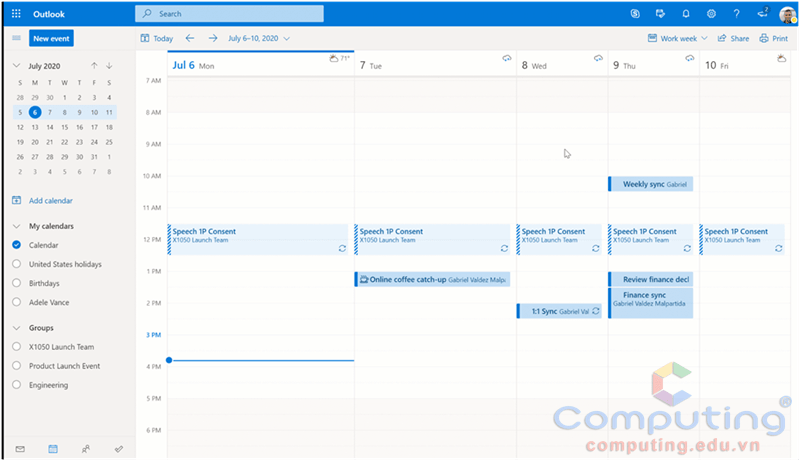 Outlook
Search
2
New event
Today
July 6–10, 2020
Work week
Share
Print
July 2020
S M T W T F S
28 29 30 1 2 3 4
5 6 7 8 9 10 11
12 13 14 15 16 17 18
19 20 21 22 23 24 25
26 27 28 29 30 31 1
2 3 4 5 6 7 8
Add calendar
My calendars
Calendar
United States holidays
Birthdays
Adele Vance
Groups
X1050 Launch Team
Product Launch Event
Engineering
Jul 6 Mon
71°
7 Tue
8 Wed
9 Thu
10 Fri
7 AM
8 AM
9 AM
10 AM
11 AM
12 PM
1 PM
2 PM
3 PM
4 PM
5 PM
6 PM
Weekly sync Gabriel
Speech 1P Consent
X1050 Launch Team
Speech 1P Consent
X1050 Launch Team
Speech 1P Consent
X1050 Launch Team
Speech 1P Consent
X1050 Launch Team
Speech 1P Consent
X1050 Launch Team
Online coffee catch-up Gabriel Valdez Malp
Review finance decl
1:1 Sync Gabriel Val
Finance sync
Gabriel Valdez Malpartida
Computing®
computing.edu.vn